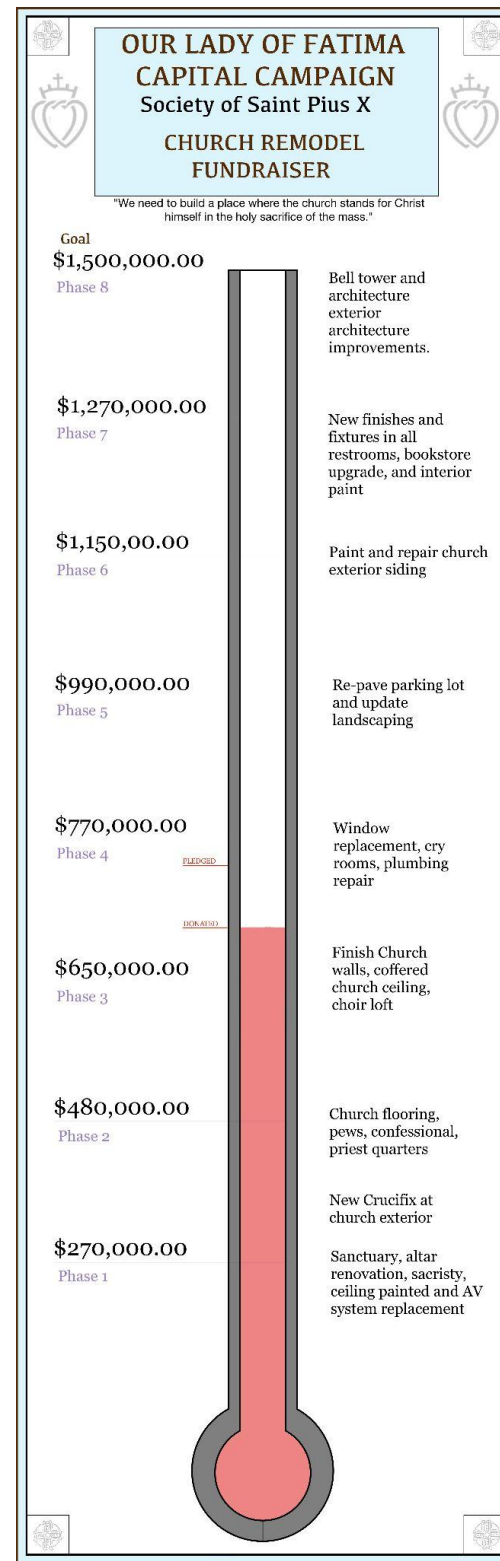 OUR LADY OF FATIMA
CAPITAL CAMPAIGN
Society of Saint Pius X
CHURCH REMODEL
FUNDRAISER
"We need to build a place where the church stands for Christ
himself in the holy sacrifice of the mass."
Goal
$1,500,000.00
Phase 8
Bell tower and
architecture
exterior
architecture
improvements.
$1,270,000.00
Phase 7
New finishes and
fixtures in all
restrooms, bookstore
upgrade, and interior
paint
$1,150,00.00
Phase 6
Paint and repair church
exterior siding
$990,000.00
Phase 5
Re-pave parking lot
and update
landscaping
$770,000.00
Phase 4
Window
replacement, cry
rooms, plumbing
repair
PLEDGED
DONATED
$650,000.00
Phase 3
Finish Church
walls, coffered
church ceiling,
choir loft
$480,000.00
Phase 2
Church flooring,
pews, confessional,
priest quarters
New Crucifix at
church exterior
$270,000.00
Phase 1
Sanctuary, altar
renovation, sacristy,
ceiling painted and AV
system replacement